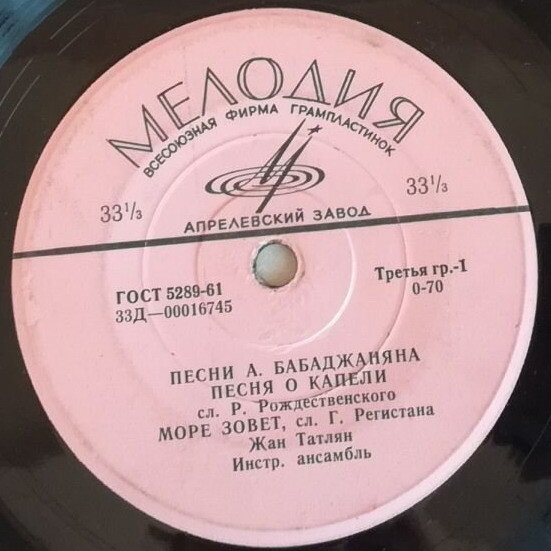 МЕЛОДИЯ
ВСЕСОЮЗНАЯ ФИРМА ГРАМПЛАСТИНОК
33⅓
33⅓
АПРЕЛЕВСКИЙ ЗАВОД
ГОСТ 5289-61
33Д—00016745
Третья гр.-1
0-70
ПЕСНИ А. БАБАДЖАНЯНА
ПЕСНЯ О КАПЕЛИ
сл. Р. Рождественского
МОРЕ ЗОВЕТ, сл. Г. Регистана
Жан Татлян
Инстр. ансамбль